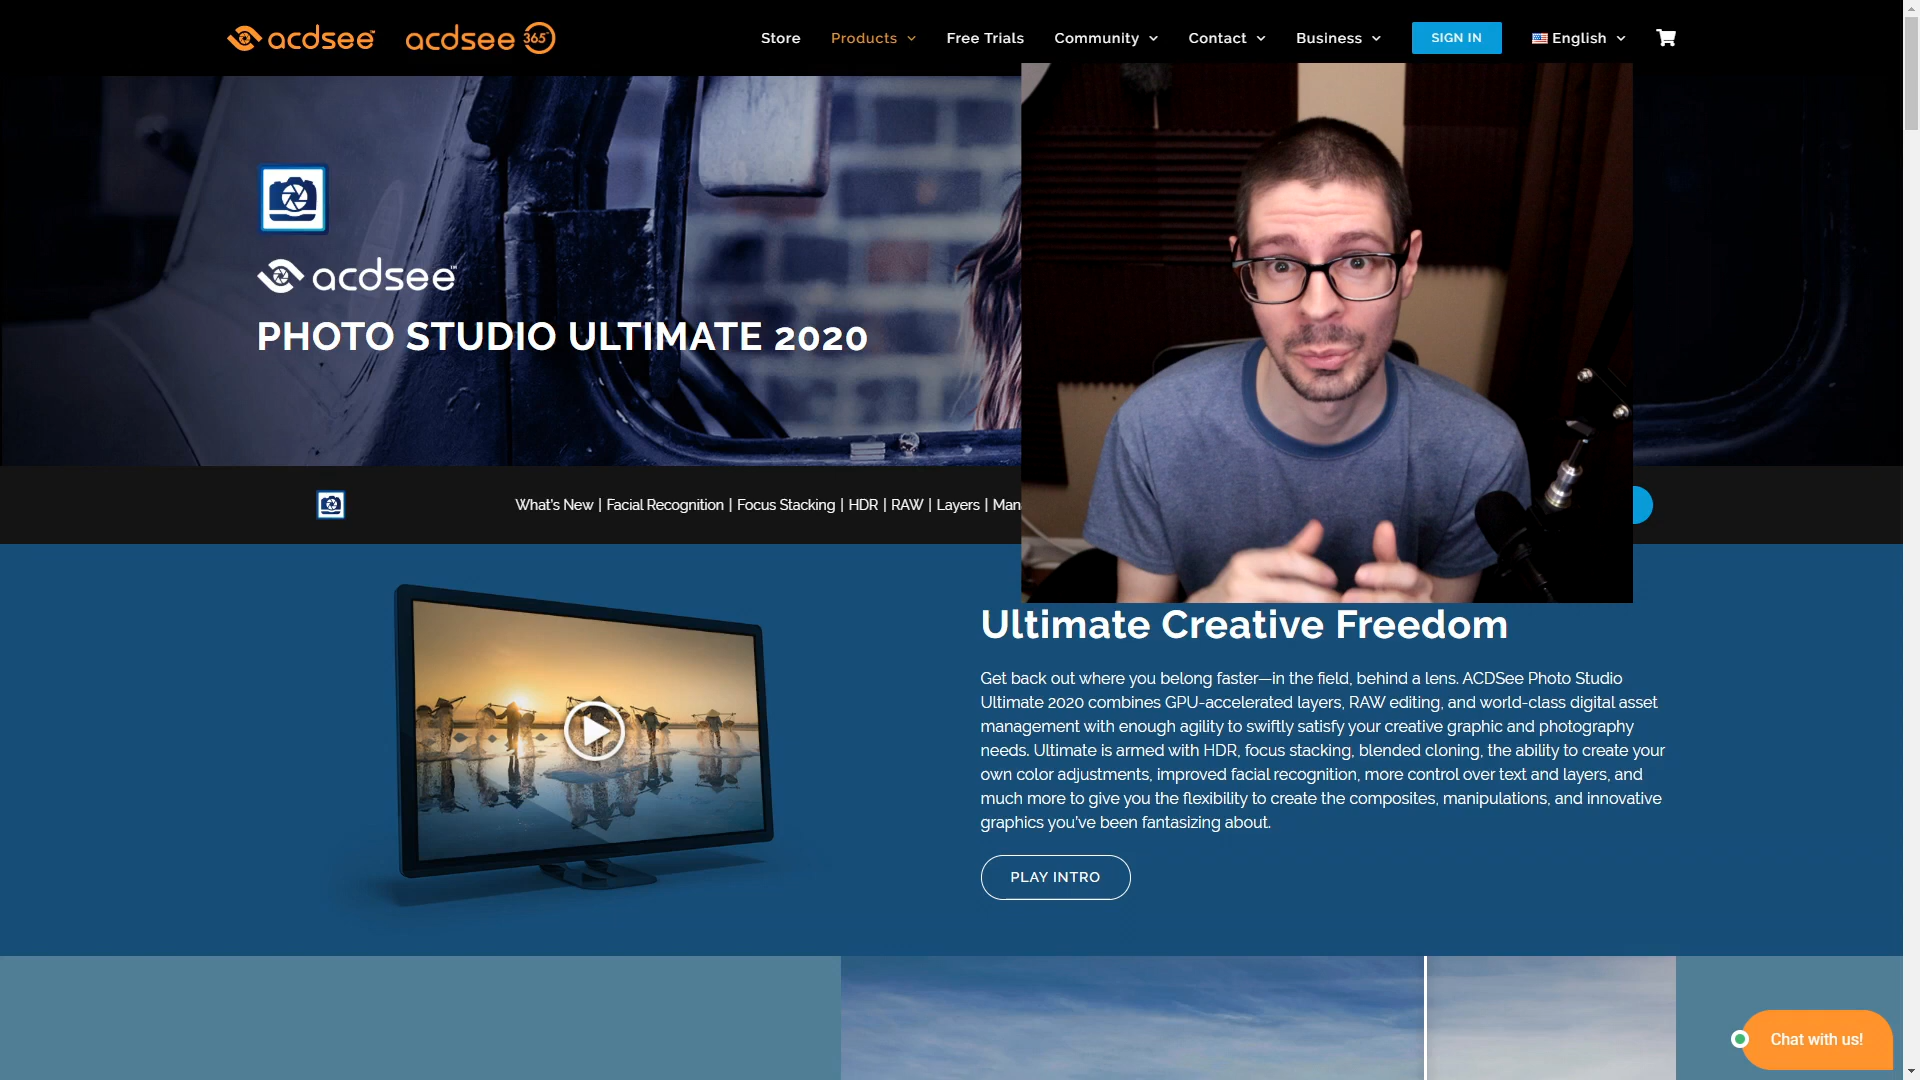 acdsee™
acdsee 365™
Store
Products
Free Trials
Community
Contact
Business
SIGN IN
English
acdsee™
PHOTO STUDIO ULTIMATE 2020
What's New | Facial Recognition | Focus Stacking | HDR | RAW | Layers | Man
Ultimate Creative Freedom
Get back out where you belong faster—in the field, behind a lens. ACDSee Photo Studio
Ultimate 2020 combines GPU-accelerated layers, RAW editing, and world-class digital asset
management with enough agility to swiftly satisfy your creative graphic and photography
needs. Ultimate is armed with HDR, focus stacking, blended cloning, the ability to create your
own color adjustments, improved facial recognition, more control over text and layers, and
much more to give you the flexibility to create the composites, manipulations, and innovative
graphics you've been fantasizing about.
PLAY INTRO
Chat with us!